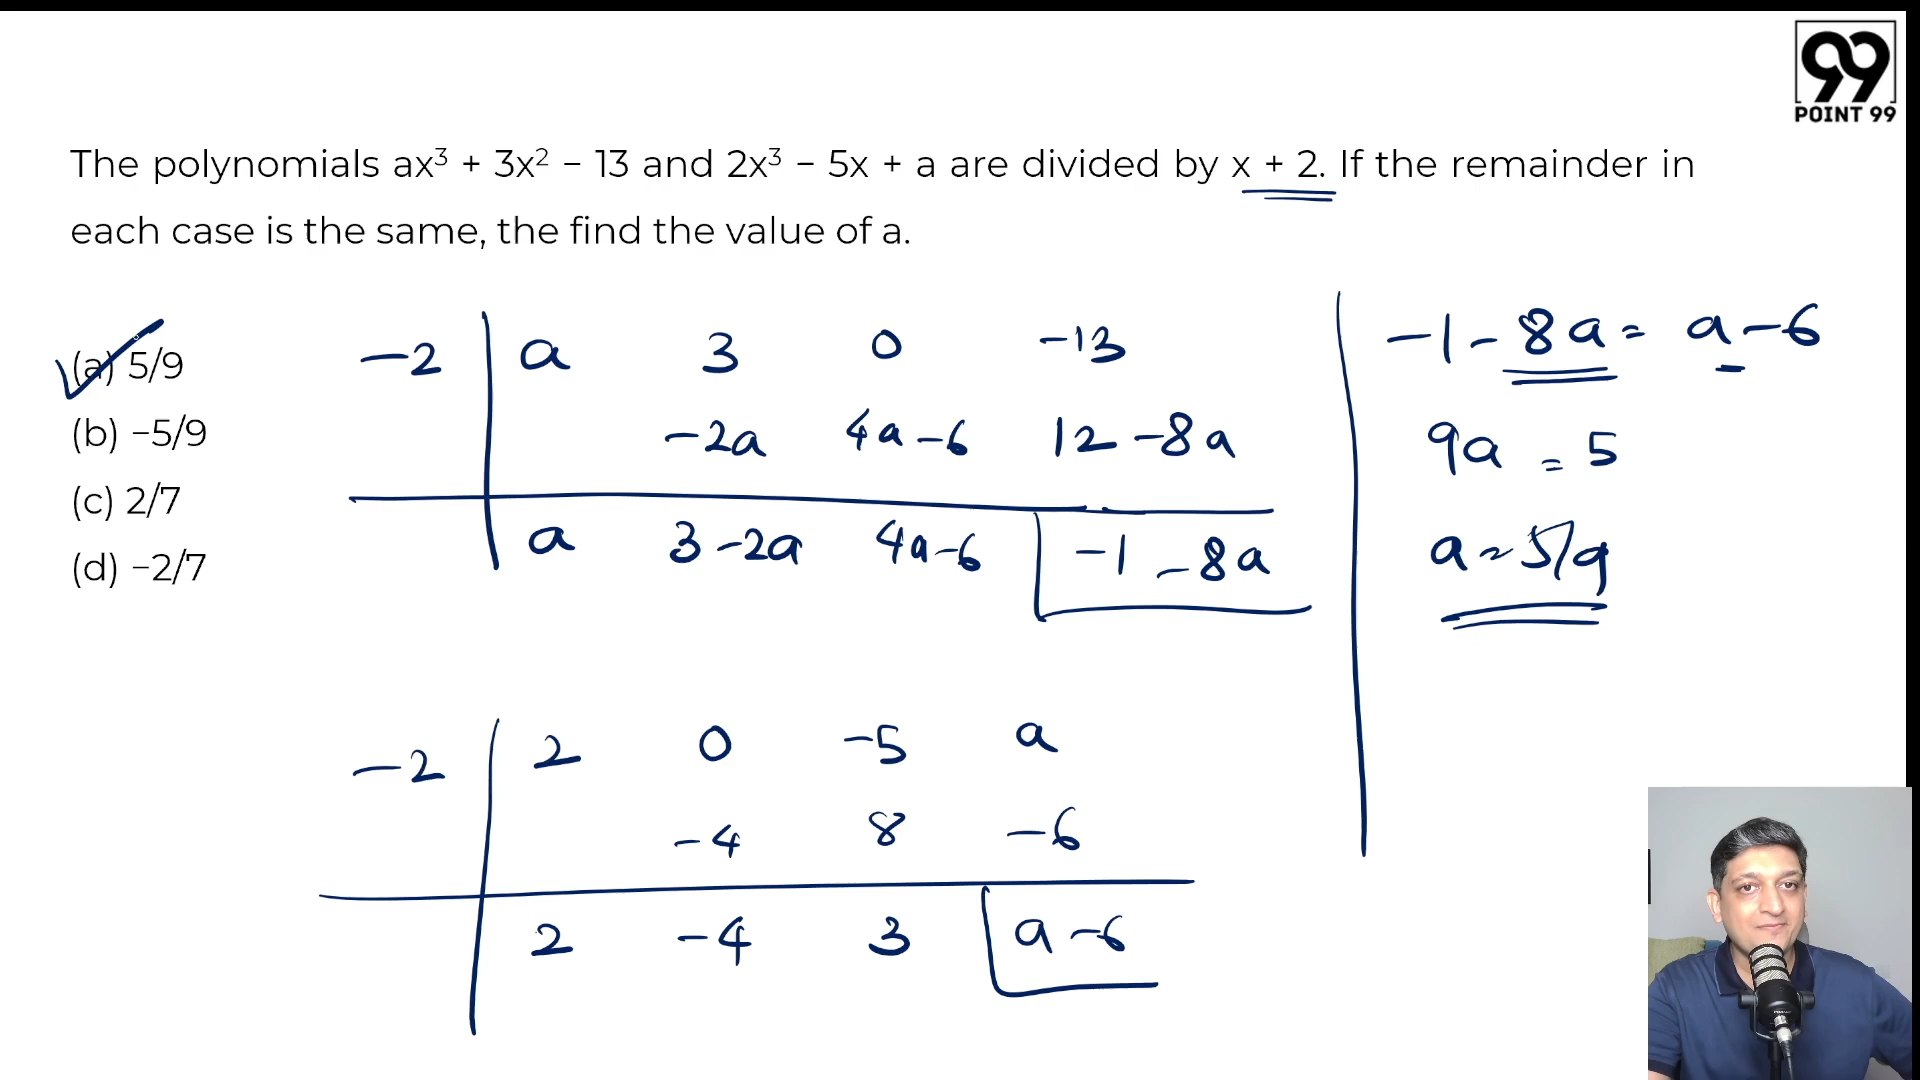 99
POINT 99
The polynomials ax³ + 3x² − 13 and 2x³ − 5x + a are divided by x + 2. If the remainder in
each case is the same, the find the value of a.
(a) 5/9
(b) −5/9
(c) 2/7
(d) −2/7
−2 a 3 0 −13
−2a 4a−6 12−8a
a 3−2a 4a−6 −1−8a
−2 2 0 −5 a
−4 8 −6
2 −4 3 a−6
−1−8a = a−6
9a = 5
a = 5/9